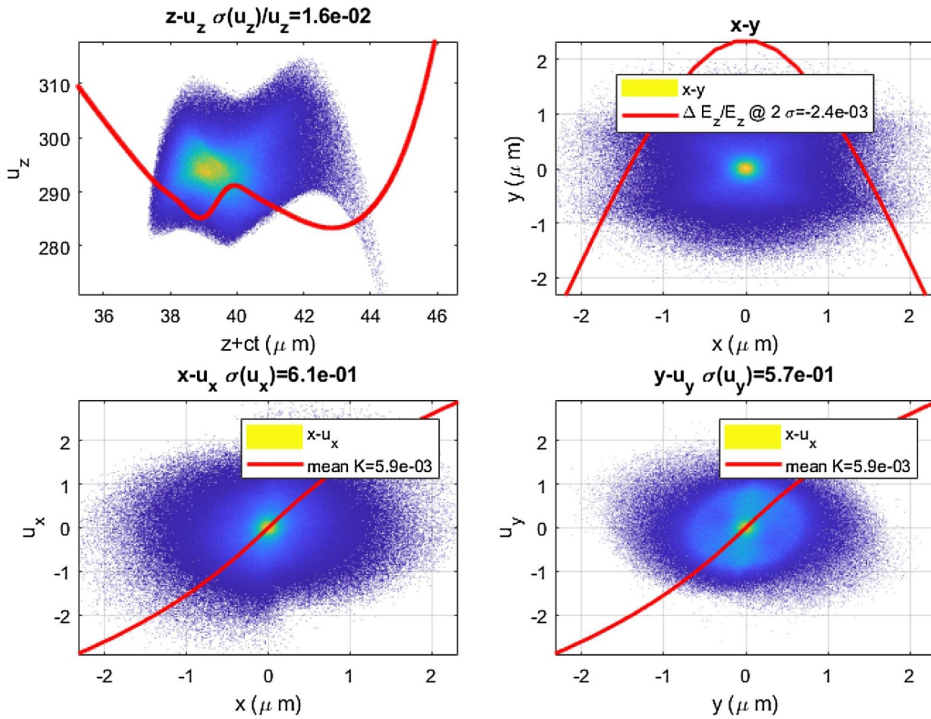 z-u_z σ(u_z)/u_z=1.6e-02
310
300
290
280
u_z
36 38 40 42 44 46
z+ct (μ m)
x-y
x-y
Δ E_z/E_z @ 2 σ=-2.4e-03
2
1
0
-1
-2
y (μ m)
-2 -1 0 1 2
x (μ m)
x-u_x σ(u_x)=6.1e-01
x-u_x
mean K=5.9e-03
2
1
0
-1
-2
u_x
-2 -1 0 1 2
x (μ m)
y-u_y σ(u_y)=5.7e-01
x-u_x
mean K=5.9e-03
2
1
0
-1
-2
u_y
-2 -1 0 1 2
y (μ m)